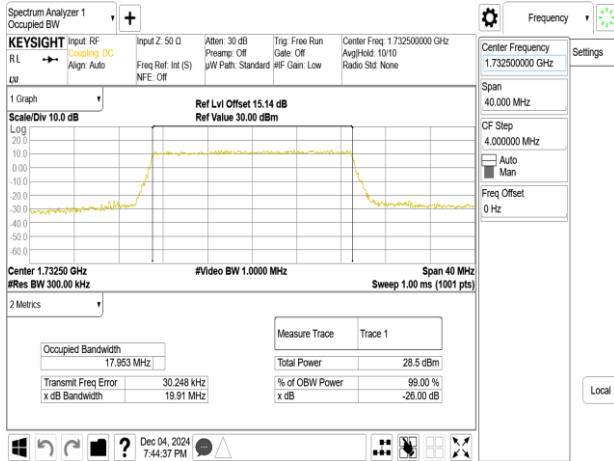 Spectrum Analyzer 1
Occupied BW
Frequency
KEYSIGHT
RL
LXI
Input: RF
Coupling: DC
Align: Auto
Input Z: 50 Ω
Freq Ref: Int (S)
NFE: Off
Atten: 30 dB
Preamp: Off
µW Path: Standard
Trig: Free Run
Gate: Off
#IF Gain: Low
Center Freq: 1.732500000 GHz
Avg|Hold: 10/10
Radio Std: None
Center Frequency
1.732500000 GHz
Settings
Span
40.000 MHz
CF Step
4.000000 MHz
Auto
Man
Freq Offset
0 Hz
Local
1 Graph
Scale/Div 10.0 dB
Ref Lvl Offset 15.14 dB
Ref Value 30.00 dBm
Log
20.0
10.0
0.00
-10.0
-20.0
-30.0
-40.0
-50.0
-60.0
Center 1.73250 GHz
#Video BW 1.0000 MHz
Span 40 MHz
#Res BW 300.00 kHz
Sweep 1.00 ms (1001 pts)
2 Metrics
Occupied Bandwidth
17.953 MHz
Transmit Freq Error 30.248 kHz
x dB Bandwidth 19.91 MHz
Measure Trace Trace 1
Total Power 28.5 dBm
% of OBW Power 99.00 %
x dB -26.00 dB
Dec 04, 2024
7:44:37 PM